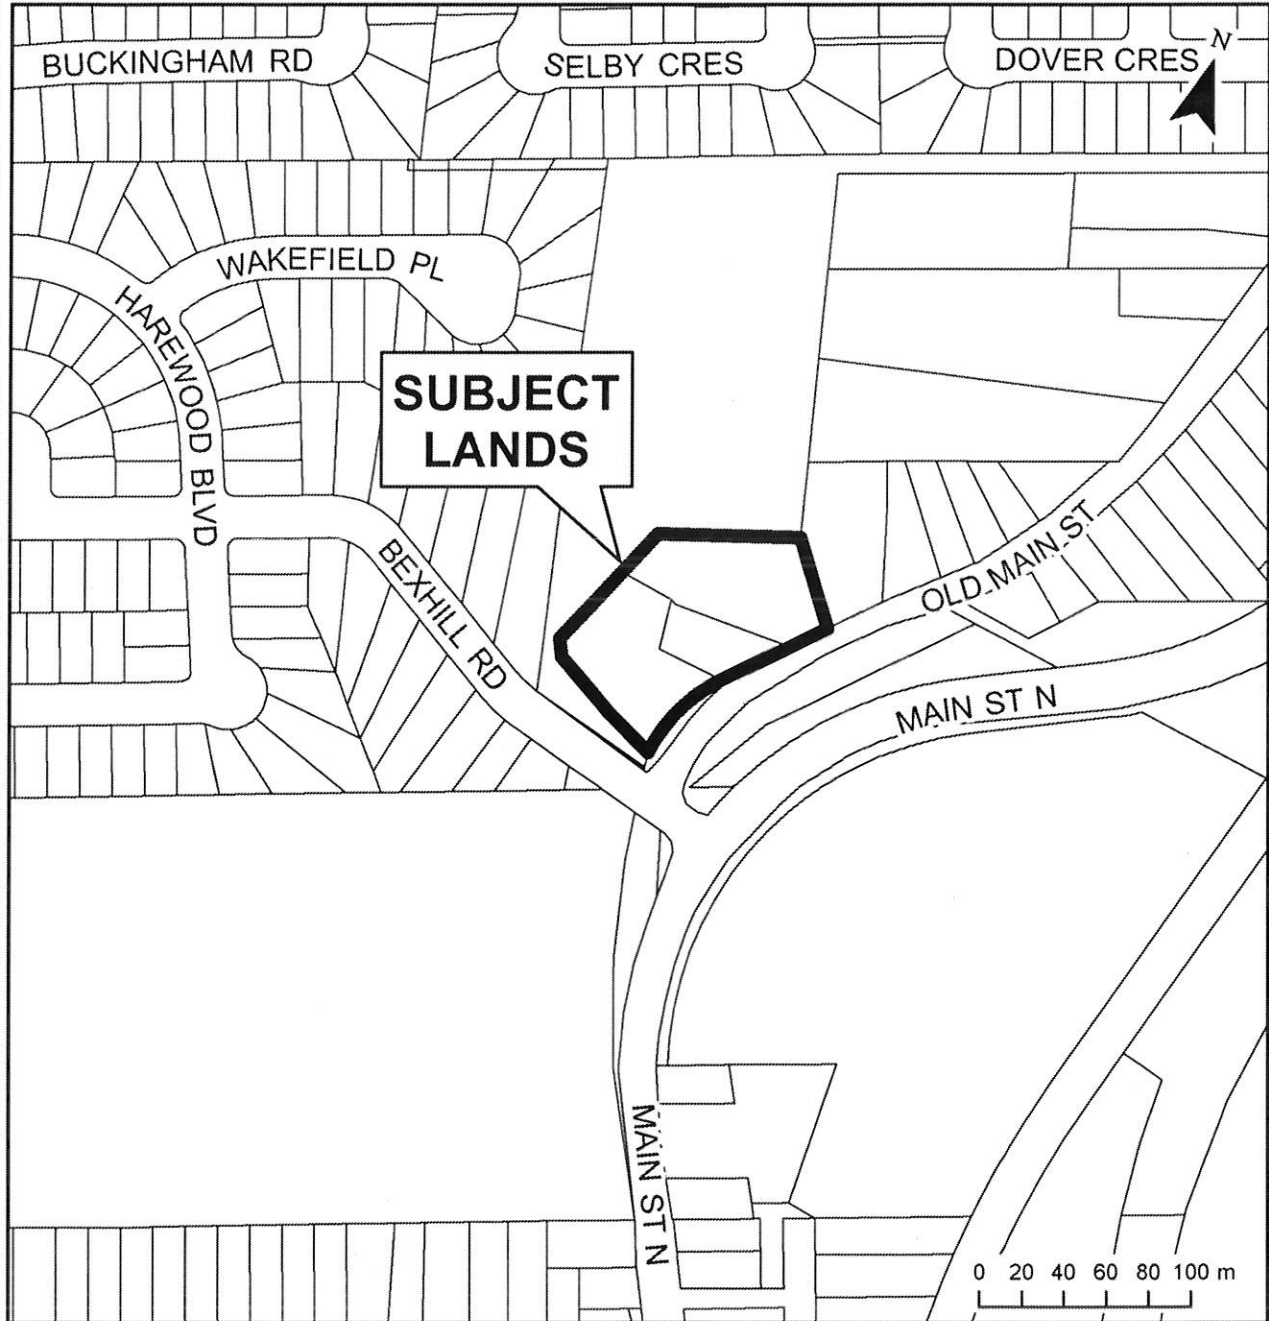 BUCKINGHAM RD
SELBY CRES
DOVER CRES
N
WAKEFIELD PL
HAREWOOD BLVD
SUBJECT
LANDS
BEXHILL RD
OLD MAIN ST
MAIN ST N
MAIN ST N
0 20 40 60 80 100 m